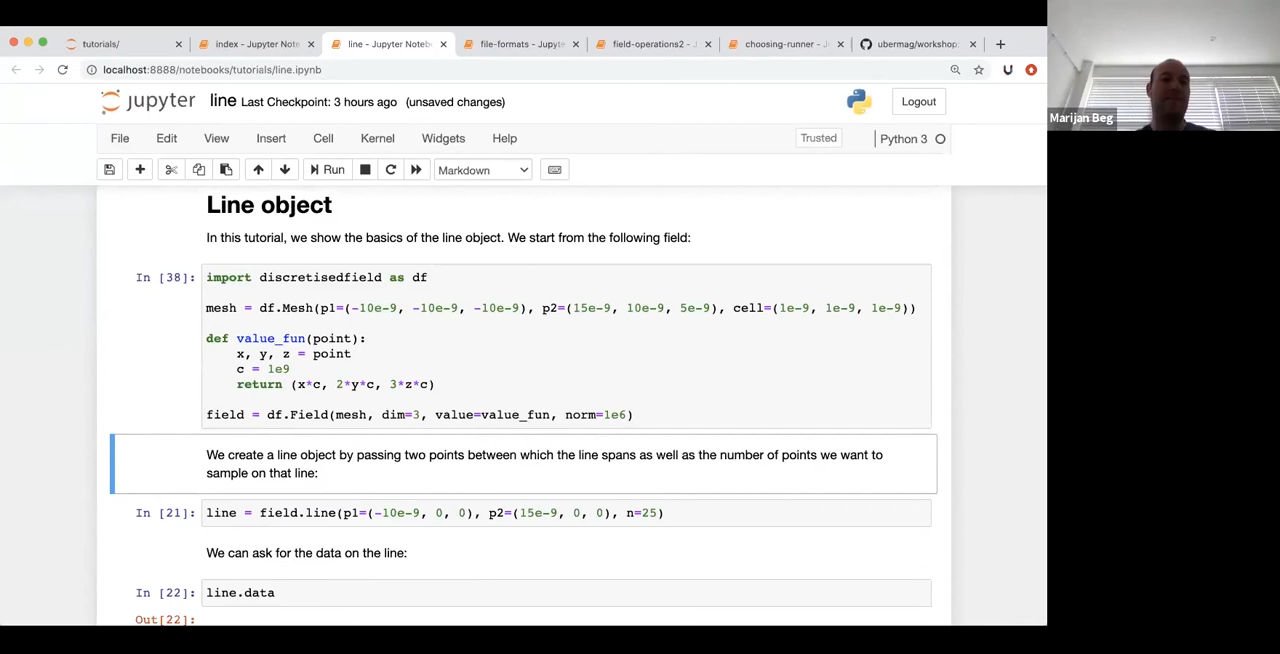 tutorials/
index - Jupyter Note
line - Jupyter Noteb
file-formats - Jupyte
field-operations2 - J
choosing-runner - J
ubermag/workshop:
localhost:8888/notebooks/tutorials/line.ipynb
jupyter line Last Checkpoint: 3 hours ago (unsaved changes)
Logout
Marijan Beg
File Edit View Insert Cell Kernel Widgets Help
Trusted
Python 3
Run
Markdown
Line object
In this tutorial, we show the basics of the line object. We start from the following field:
In [38]: import discretisedfield as df
mesh = df.Mesh(p1=(-10e-9, -10e-9, -10e-9), p2=(15e-9, 10e-9, 5e-9), cell=(1e-9, 1e-9, 1e-9))
def value_fun(point):
x, y, z = point
c = 1e9
return (x*c, 2*y*c, 3*z*c)
field = df.Field(mesh, dim=3, value=value_fun, norm=1e6)
We create a line object by passing two points between which the line spans as well as the number of points we want to
sample on that line:
In [21]: line = field.line(p1=(-10e-9, 0, 0), p2=(15e-9, 0, 0), n=25)
We can ask for the data on the line:
In [22]: line.data
Out[22]: